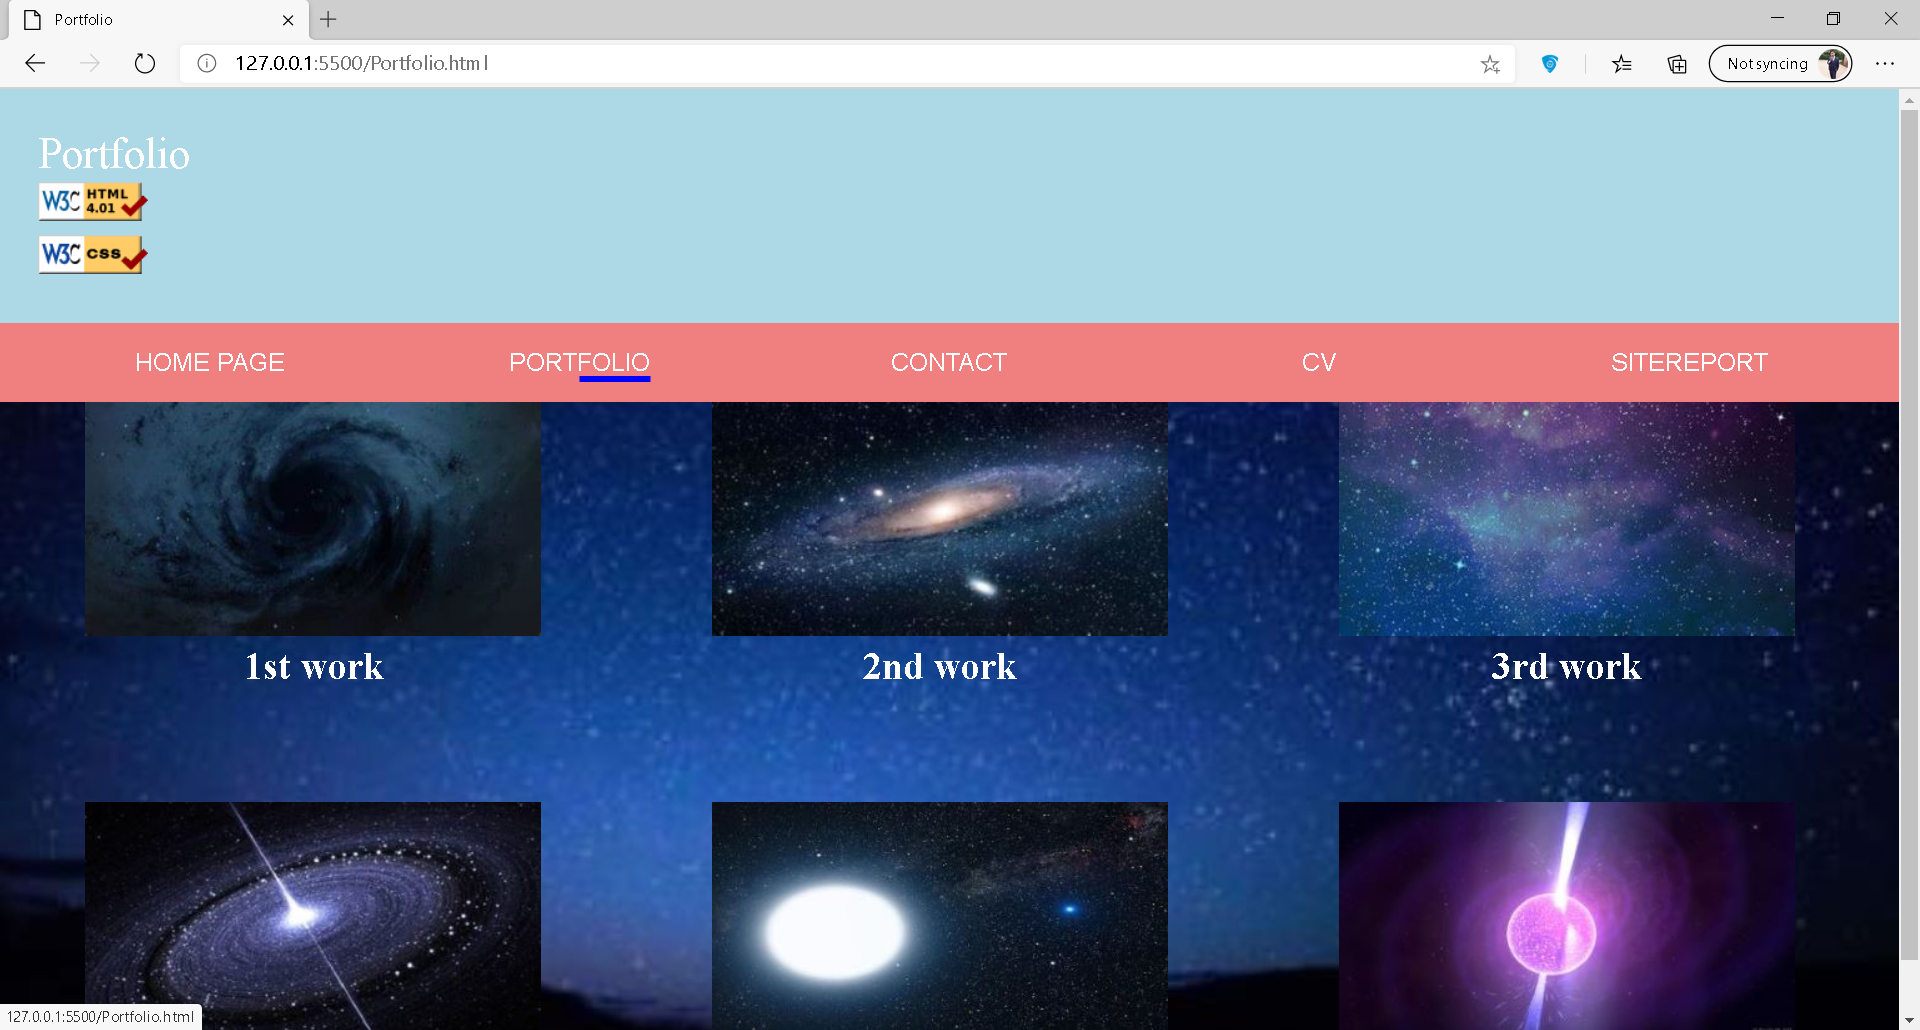 Portfolio
127.0.0.1:5500/Portfolio.html
Not syncing
Portfolio
W3C HTML 4.01
W3C css
HOME PAGE PORTFOLIO CONTACT CV SITEREPORT
1st work 2nd work 3rd work
127.0.0.1:5500/Portfolio.html